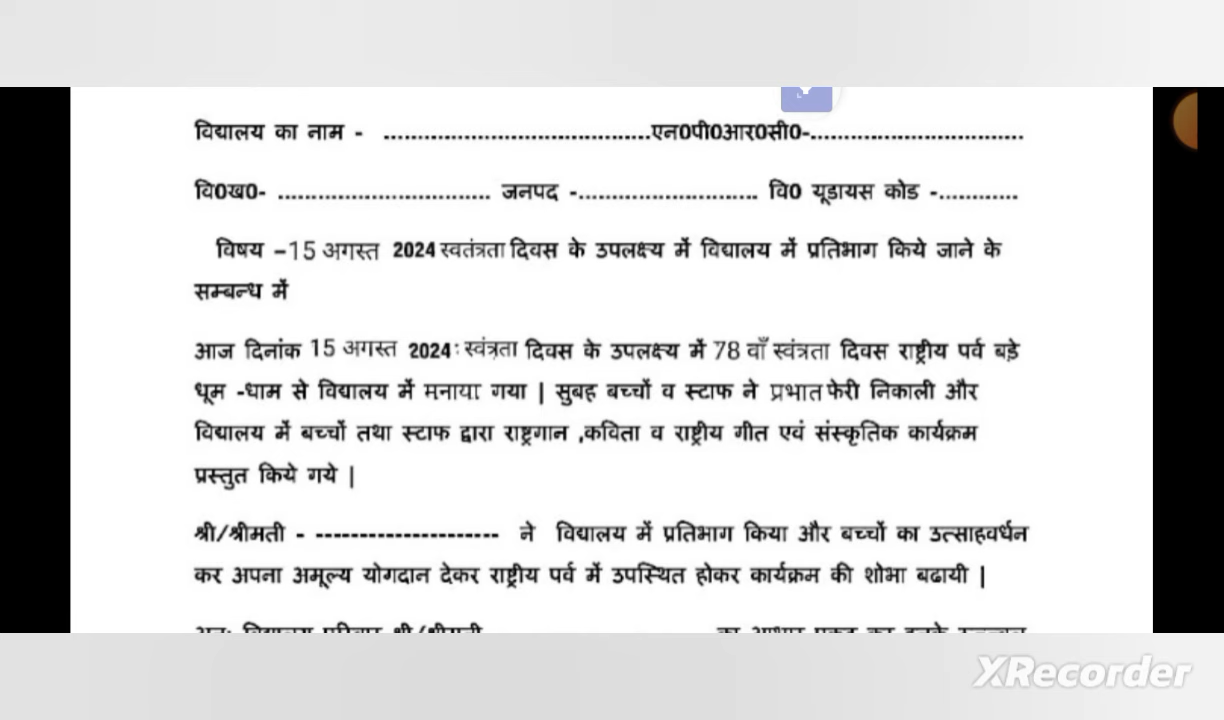 विद्यालय का नाम - ........................................एन0पी0आर0सी0-................................
वि0ख0- ................................ जनपद -........................... वि0 यूडायस कोड -............
विषय –15 अगस्त 2024 स्वतंत्रता दिवस के उपलक्ष्य में विद्यालय में प्रतिभाग किये जाने के
सम्बन्ध में
आज दिनांक 15 अगस्त 2024ः स्वंत्रता दिवस के उपलक्ष्य में 78 वाँ स्वंत्रता दिवस राष्ट्रीय पर्व बड़े
धूम -धाम से विद्यालय में मनाया गया | सुबह बच्चों व स्टाफ ने प्रभात फेरी निकाली और
विद्यालय में बच्चों तथा स्टाफ द्वारा राष्ट्रगान ,कविता व राष्ट्रीय गीत एवं संस्कृतिक कार्यक्रम
प्रस्तुत किये गये |
श्री/श्रीमती - ---------------------- ने विद्यालय में प्रतिभाग किया और बच्चों का उत्साहवर्धन
कर अपना अमूल्य योगदान देकर राष्ट्रीय पर्व में उपस्थित होकर कार्यक्रम की शोभा बढायी |
XRecorder